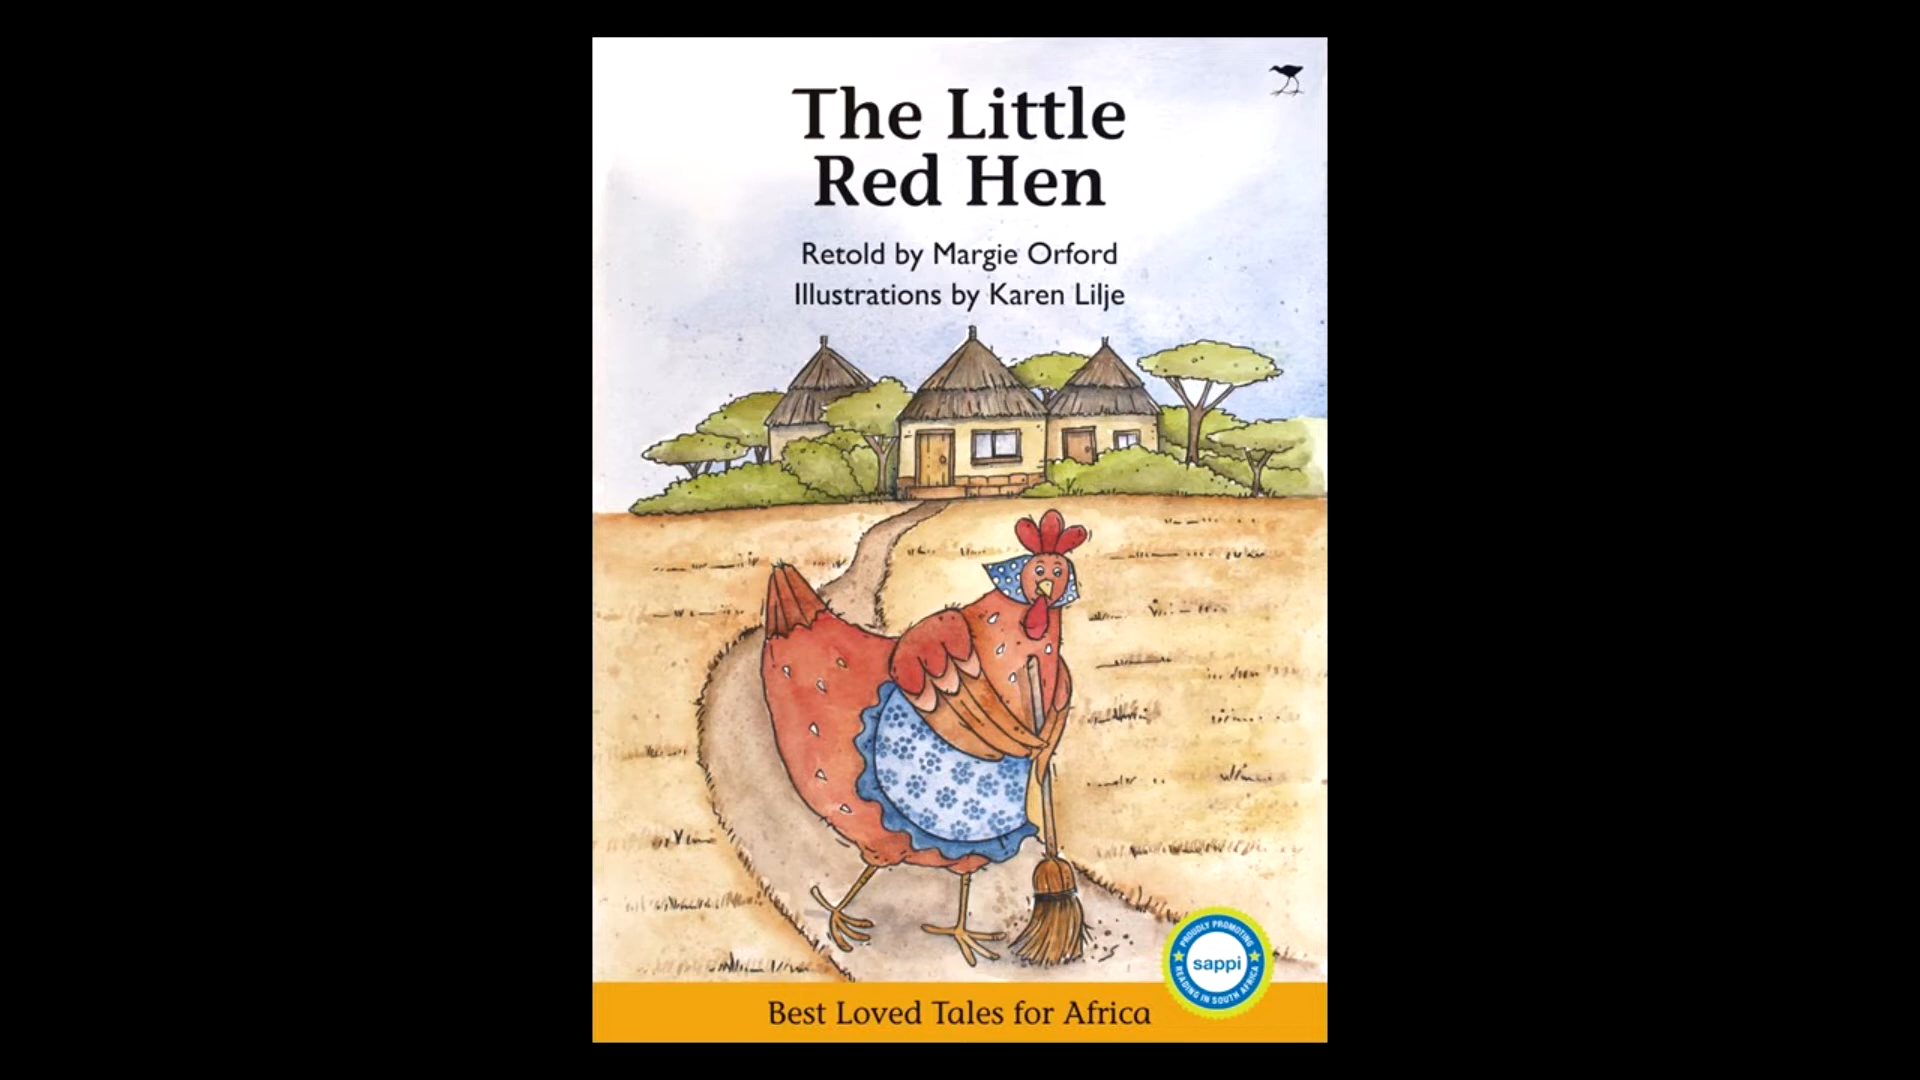 The Little
Red Hen
Retold by Margie Orford
Illustrations by Karen Lilje
PROUDLY PROMOTING
sappi
READING IN SOUTH AFRICA
Best Loved Tales for Africa